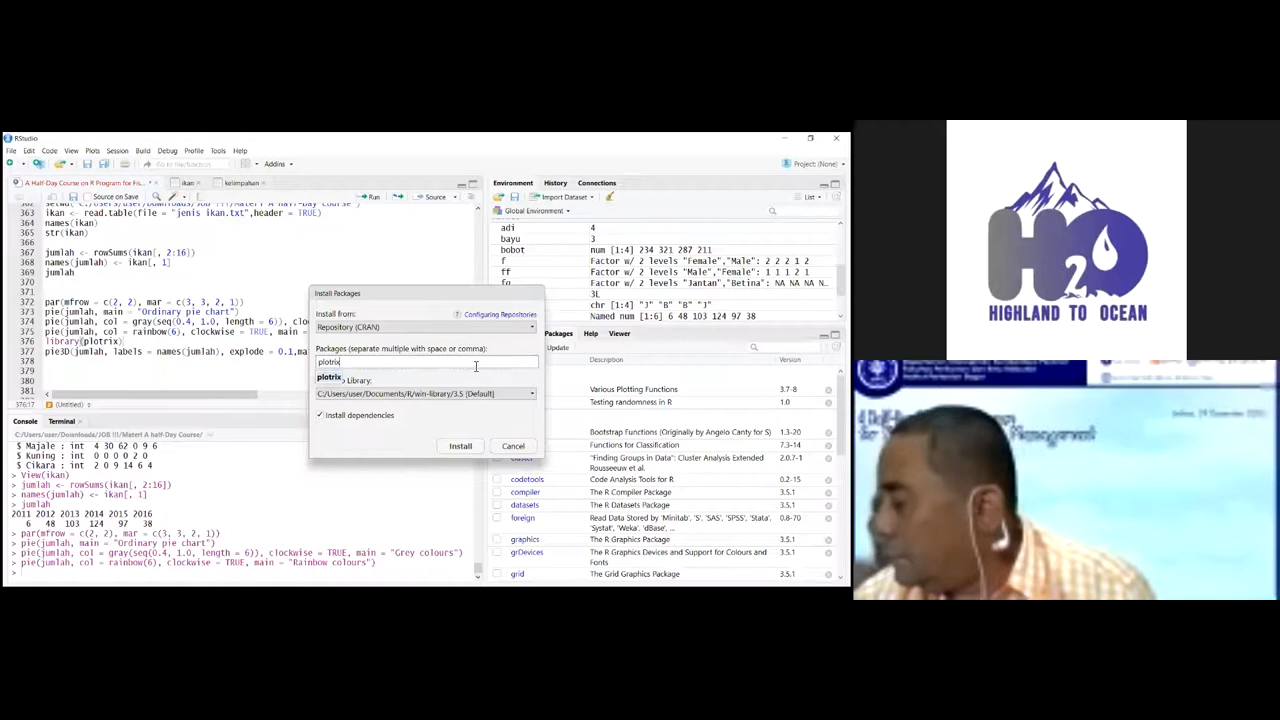 RStudio
File Edit Code View Plots Session Build Debug Profile Tools Help
Go to file/function Addins Project: (None)
A Half-Day Course on R Program for Fis... ikan kelimpahan
Source on Save Run Source
363 ikan <- read.table(file = "jenis ikan.txt",header = TRUE)
364 names(ikan)
365 str(ikan)
366
367 jumlah <- rowSums(ikan[, 2:16])
368 names(jumlah) <- ikan[, 1]
369 jumlah
372 par(mfrow = c(2, 2), mar = c(3, 3, 2, 1))
373 pie(jumlah, main = "Ordinary pie chart")
374 pie(jumlah, col = gray(seq(0.4, 1.0, length = 6)), clo
375 pie(jumlah, col = rainbow(6), clockwise = TRUE, main =
376 library(plotrix)
377 pie3D(jumlah, labels = names(jumlah), explode = 0.1,ma
378
376:17 (Untitled) R Script
Console Terminal
C:/Users/user/Downloads/JOB !!!/Materi A half-Day Course/
$ Majale : int 4 30 62 0 9 6
$ Kuning : int 0 0 0 0 2 0
$ Cikara : int 2 0 9 14 6 4
> View(ikan)
> jumlah <- rowSums(ikan[, 2:16])
> names(jumlah) <- ikan[, 1]
> jumlah
2011 2012 2013 2014 2015 2016
6 48 103 124 97 38
> par(mfrow = c(2, 2), mar = c(3, 3, 2, 1))
> pie(jumlah, main = "Ordinary pie chart")
> pie(jumlah, col = gray(seq(0.4, 1.0, length = 6)), clockwise = TRUE, main = "Grey colours")
> pie(jumlah, col = rainbow(6), clockwise = TRUE, main = "Rainbow colours")
>
Install Packages
Install from: ? Configuring Repositories
Repository (CRAN)
Packages (separate multiple with space or comma):
plotrix
plotrix
Library:
C:/Users/user/Documents/R/win-library/3.5 [Default]
Install dependencies
Install Cancel
Environment History Connections
Import Dataset List
Global Environment
adi 4
bayu 3
bobot num [1:4] 234 321 287 211
f Factor w/ 2 levels "Female","Male": 2 2 2 1 2
ff Factor w/ 2 levels "Male","Female": 1 1 1 2 1
Factor w/ 2 levels "Jantan","Betina": NA NA NA N…
3L
chr [1:4] "J" "B" "B" "J"
Named num [1:6] 6 48 103 124 97 38
Packages Help Viewer
Update
Description Version
Various Plotting Functions 3.7-8
Testing randomness in R 1.0
Bootstrap Functions (Originally by Angelo Canty for S) 1.3-20
Functions for Classification 7.3-14
cluster "Finding Groups in Data": Cluster Analysis Extended Rousseeuw et al. 2.0.7-1
codetools Code Analysis Tools for R 0.2-15
compiler The R Compiler Package 3.5.1
datasets The R Datasets Package 3.5.1
foreign Read Data Stored by 'Minitab', 'S', 'SAS', 'SPSS', 'Stata', 'Systat', 'Weka', 'dBase', ... 0.8-70
graphics The R Graphics Package 3.5.1
grDevices The R Graphics Devices and Support for Colours and Fonts 3.5.1
grid The Grid Graphics Package 3.5.1
H2O
HIGHLAND TO OCEAN